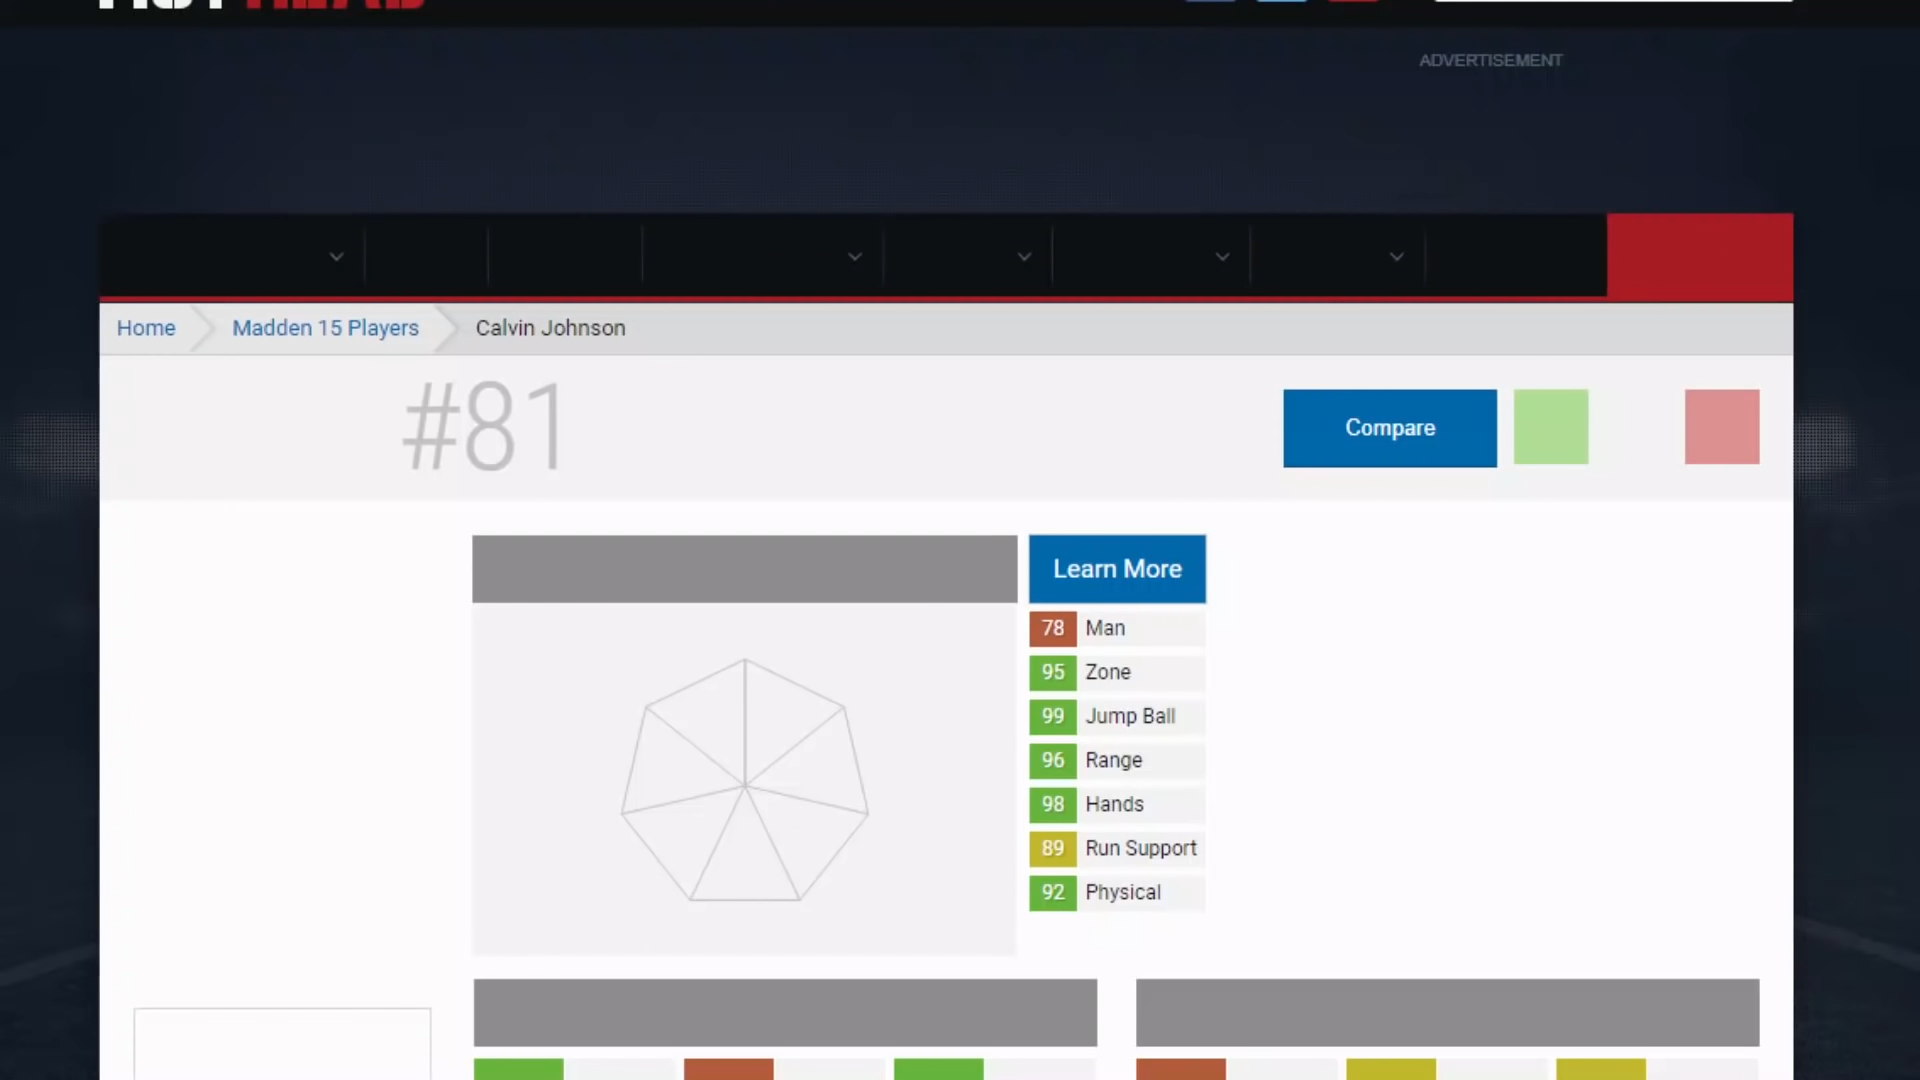 ADVERTISEMENT
Home
Madden 15 Players
Calvin Johnson
#81
Compare
Learn More
78 Man
95 Zone
99 Jump Ball
96 Range
98 Hands
89 Run Support
92 Physical